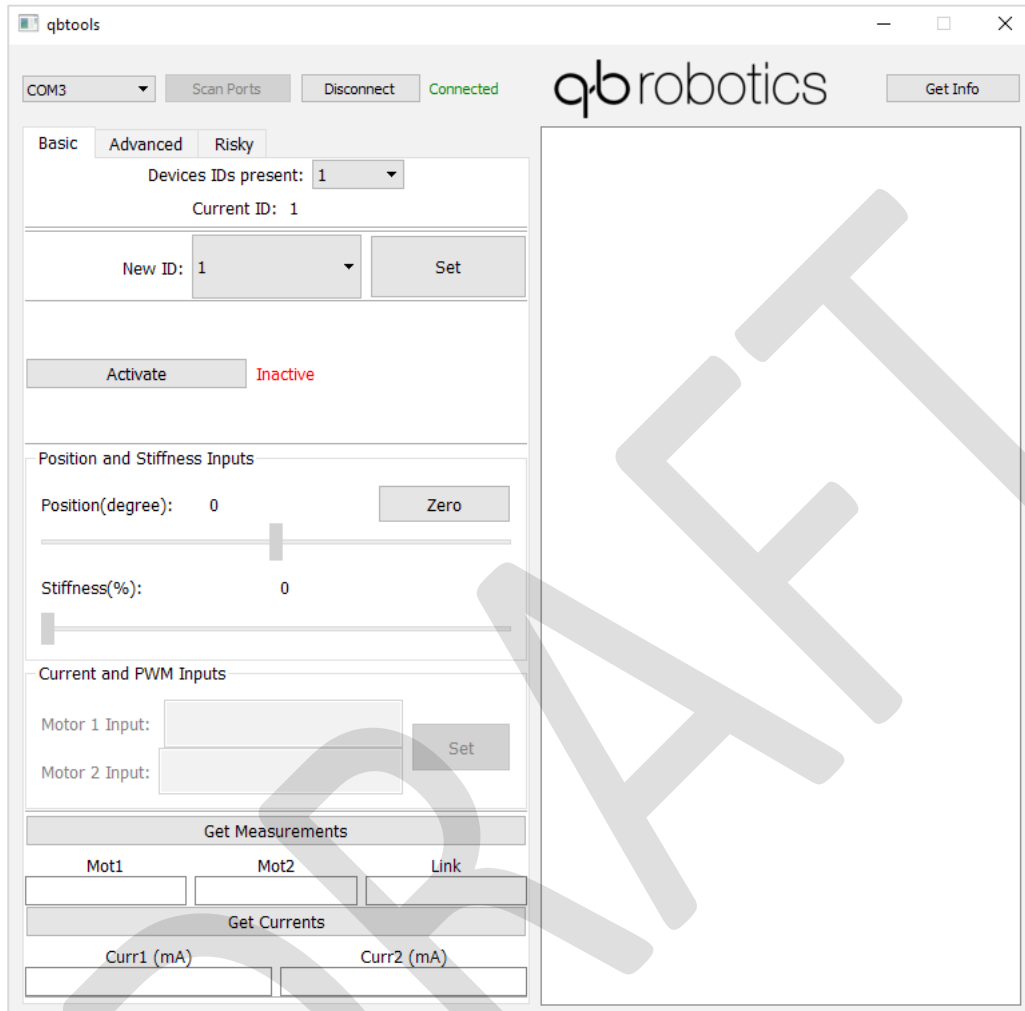 qbtools
COM3 Scan Ports Disconnect Connected qbrobotics Get Info
Basic Advanced Risky
Devices IDs present: 1
Current ID: 1
New ID: 1 Set
Activate Inactive
Position and Stiffness Inputs
Position(degree): 0 Zero
Stiffness(%): 0
Current and PWM Inputs
Motor 1 Input:
Set
Motor 2 Input:
Get Measurements
Mot1 Mot2 Link
Get Currents
Curr1 (mA) Curr2 (mA)
DRAFT